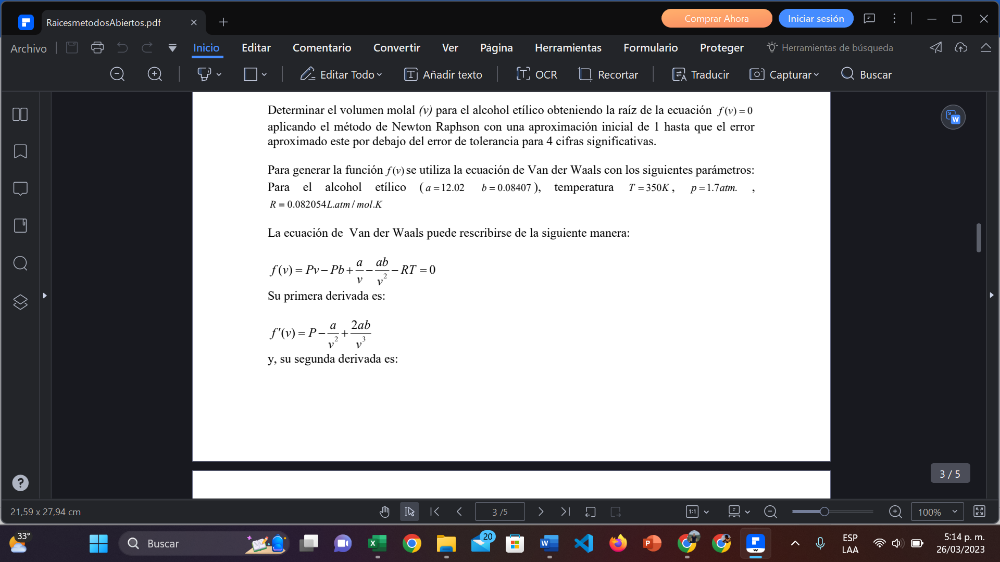 RaicesmetodosAbiertos.pdf
Comprar Ahora
Iniciar sesión
Archivo
Inicio
Editar
Comentario
Convertir
Ver
Página
Herramientas
Formulario
Proteger
Herramientas de búsqueda
Editar Todo
Añadir texto
OCR
Recortar
Traducir
Capturar
Buscar
Determinar el volumen molal (v) para el alcohol etílico obteniendo la raíz de la ecuación f(v) = 0
aplicando el método de Newton Raphson con una aproximación inicial de 1 hasta que el error
aproximado este por debajo del error de tolerancia para 4 cifras significativas.
Para generar la función f(v) se utiliza la ecuación de Van der Waals con los siguientes parámetros:
Para el alcohol etílico ( a = 12.02 b = 0.08407 ), temperatura T = 350K , p = 1.7atm. ,
R = 0.082054L.atm / mol.K
La ecuación de Van der Waals puede rescribirse de la siguiente manera:
f(v) = Pv − Pb + a/v − ab/v² − RT = 0
Su primera derivada es:
f'(v) = P − a/v² + 2ab/v³
y, su segunda derivada es:
3 / 5
21,59 x 27,94 cm
3 /5
1:1
100%
33°
Buscar
20
ESP
LAA
5:14 p. m.
26/03/2023